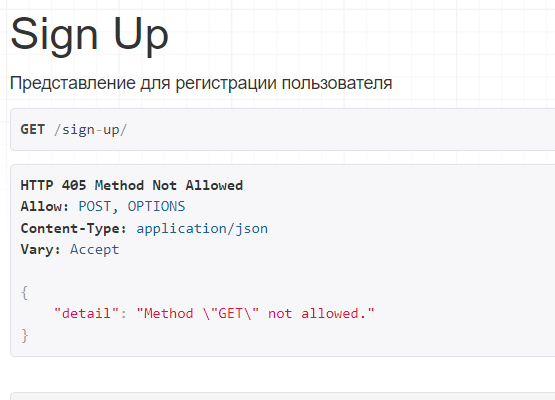 Sign Up
Представление для регистрации пользователя
GET /sign-up/
HTTP 405 Method Not Allowed
Allow: POST, OPTIONS
Content-Type: application/json
Vary: Accept
{
    "detail": "Method \"GET\" not allowed."
}